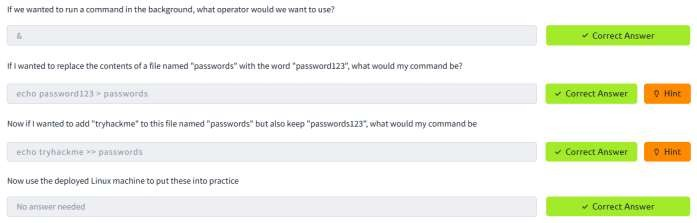 If we wanted to run a command in the background, what operator would we want to use?
& ✓ Correct Answer
If I wanted to replace the contents of a file named "passwords" with the word "password123", what would my command be?
echo password123 > passwords ✓ Correct Answer Hint
Now if I wanted to add "tryhackme" to this file named "passwords" but also keep "passwords123", what would my command be
echo tryhackme >> passwords ✓ Correct Answer Hint
Now use the deployed Linux machine to put these into practice
No answer needed ✓ Correct Answer